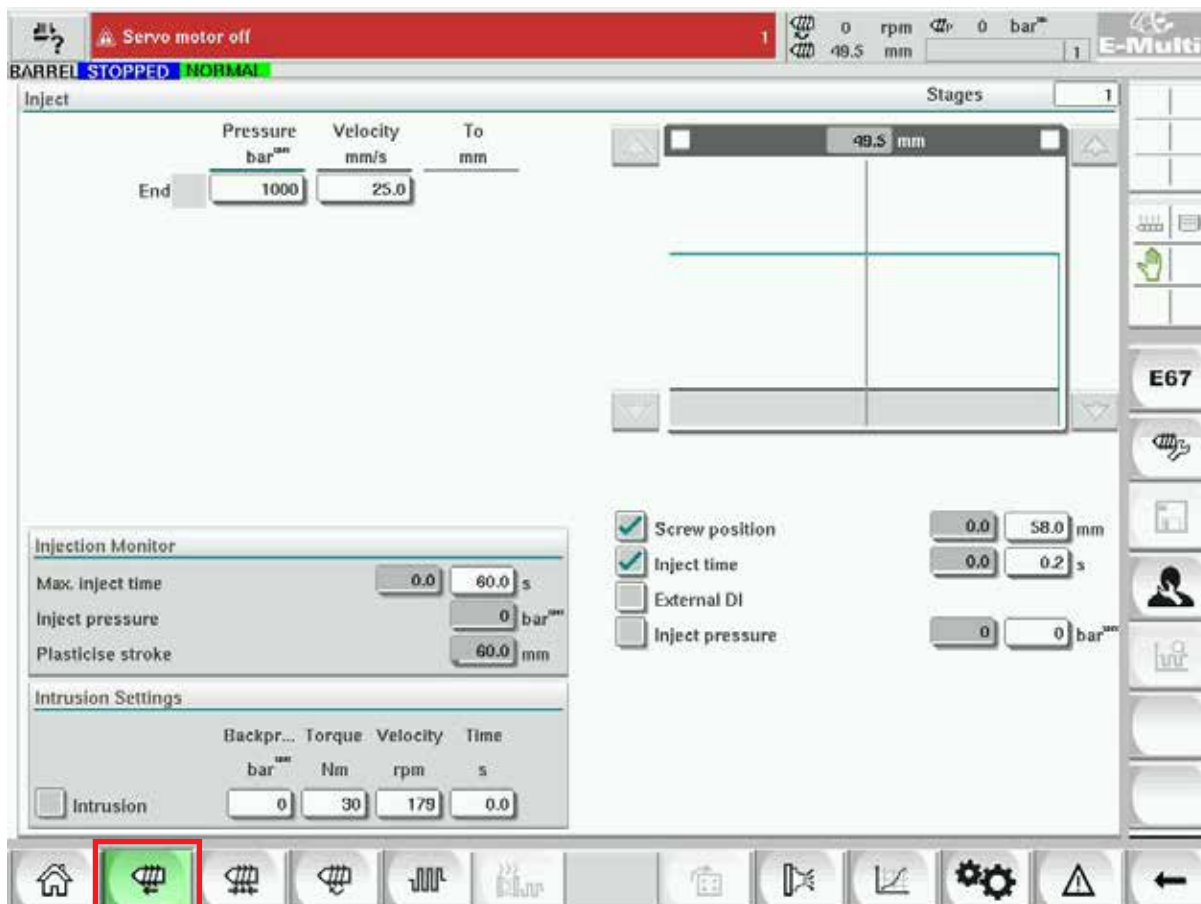 Servo motor off 1
0 rpm 0 bar
49.5 mm 1
E-Multi
BARREL STOPPED NORMAL
Inject Stages 1
Pressure Velocity To
bar mm/s mm
End 1000 25.0
49.5 mm
E67
Injection Monitor
Max. inject time 0.0 60.0 s
Inject pressure 0 bar
Plasticise stroke 60.0 mm
Screw position 0.0 58.0 mm
Inject time 0.0 0.2 s
External DI
Inject pressure 0 0 bar
Intrusion Settings
Backpr... Torque Velocity Time
bar Nm rpm s
Intrusion 0 30 179 0.0